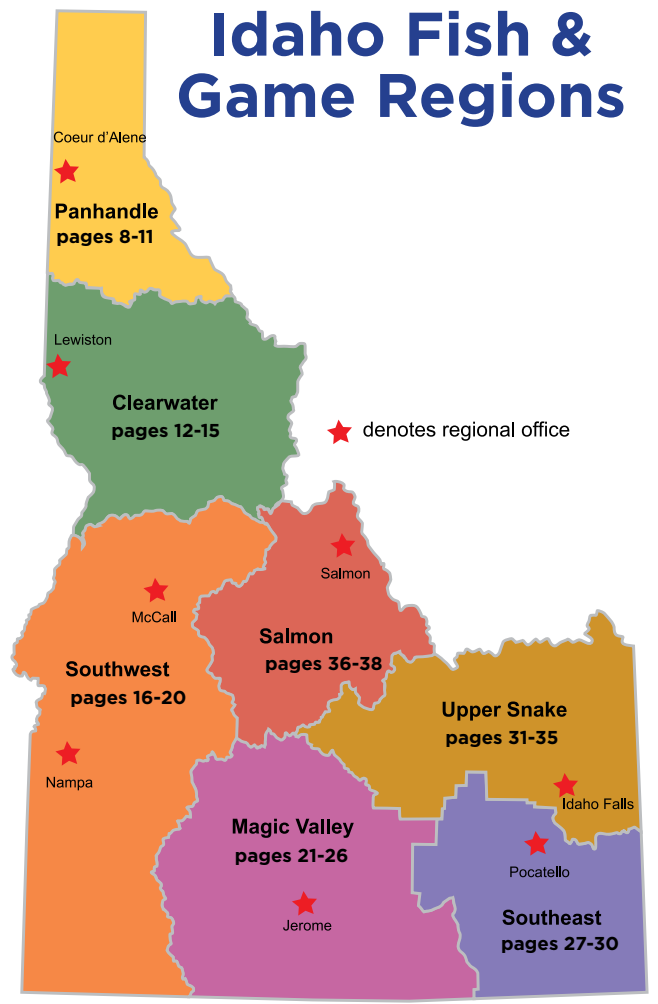 Idaho Fish &
Game Regions
Coeur d'Alene
Panhandle
pages 8-11
Lewiston
Clearwater
pages 12-15
denotes regional office
Salmon
McCall
Salmon
pages 36-38
Southwest
pages 16-20
Upper Snake
pages 31-35
Nampa
Idaho Falls
Magic Valley
pages 21-26
Pocatello
Jerome
Southeast
pages 27-30